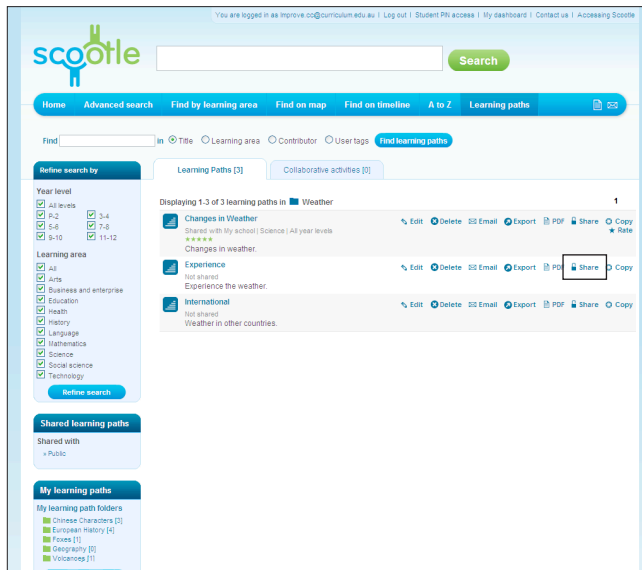 You are logged in as improve.cc@curriculum.edu.au | Log out | Student PIN access | My dashboard | Contact us | Accessing Scootle
scootle
Search
Home Advanced search Find by learning area Find on map Find on timeline A to Z Learning paths
Find in Title Learning area Contributor User tags Find learning paths
Refine search by
Year level
All levels
P-2 3-4
5-6 7-8
9-10 11-12
Learning area
All
Arts
Business and enterprise
Education
Health
History
Language
Mathematics
Science
Social science
Technology
Refine search
Shared learning paths
Shared with
» Public
My learning paths
My learning path folders
Chinese Characters [3]
European History [4]
Foxes [1]
Geography [0]
Volcanoes [1]
Learning Paths [3] Collaborative activities [0]
Displaying 1-3 of 3 learning paths in Weather 1
Changes in Weather Edit Delete Email Export PDF Share Copy
Shared with My school | Science | All year levels Rate
Changes in weather.
Experience Edit Delete Email Export PDF Share Copy
Not shared
Experience the weather.
International Edit Delete Email Export PDF Share Copy
Not shared
Weather in other countries.